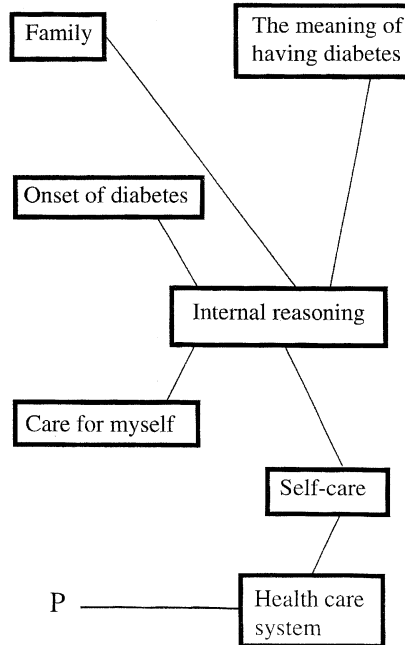 Family
The meaning of
having diabetes
Onset of diabetes
Internal reasoning
Care for myself
Self-care
P
Health care
system